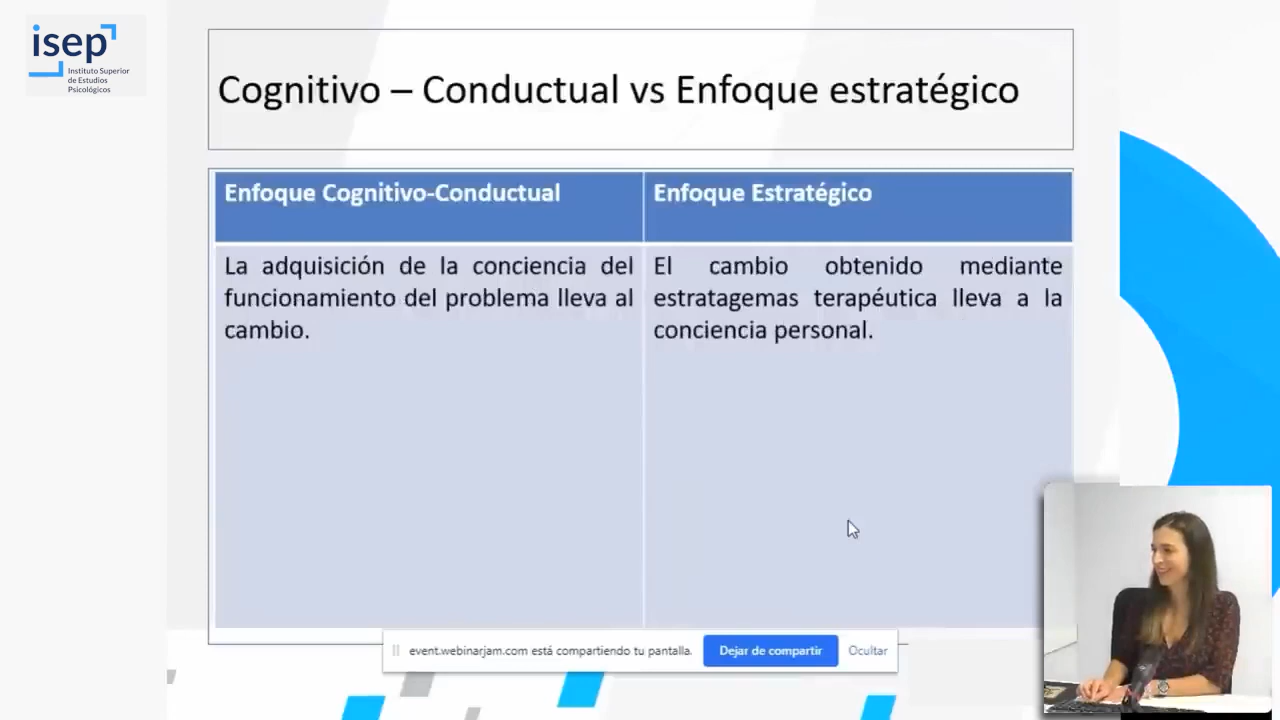 isep
Instituto Superior
de Estudios
Psicológicos
Cognitivo – Conductual vs Enfoque estratégico
Enfoque Cognitivo-Conductual
Enfoque Estratégico
La adquisición de la conciencia del
funcionamiento del problema lleva al
cambio.
El cambio obtenido mediante
estratagemas terapéutica lleva a la
conciencia personal.
event.webinarjam.com está compartiendo tu pantalla.
Dejar de compartir
Ocultar